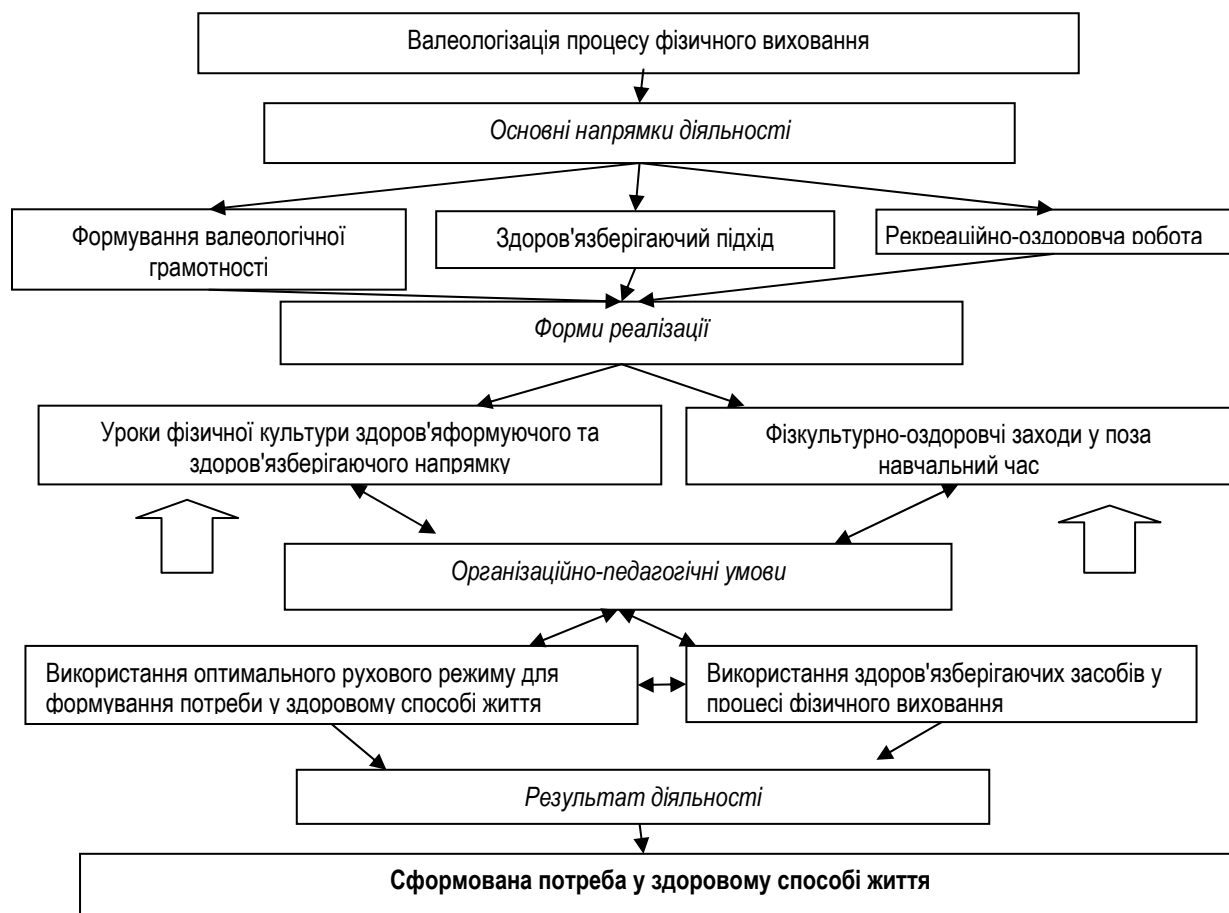 Валеологізація процесу фізичного виховання
Основні напрямки діяльності
Формування валеологічної
грамотності
Здоров'язберігаючий підхід
Рекреаційно-оздоровча робота
Форми реалізації
Уроки фізичної культури здоров'яформуючого та
здоров'язберігаючого напрямку
Фізкультурно-оздоровчі заходи у поза
навчальний час
Організаційно-педагогічні умови
Використання оптимального рухового режиму для
формування потреби у здоровому способі життя
Використання здоров'язберігаючих засобів у
процесі фізичного виховання
Результат діяльності
Сформована потреба у здоровому способі життя